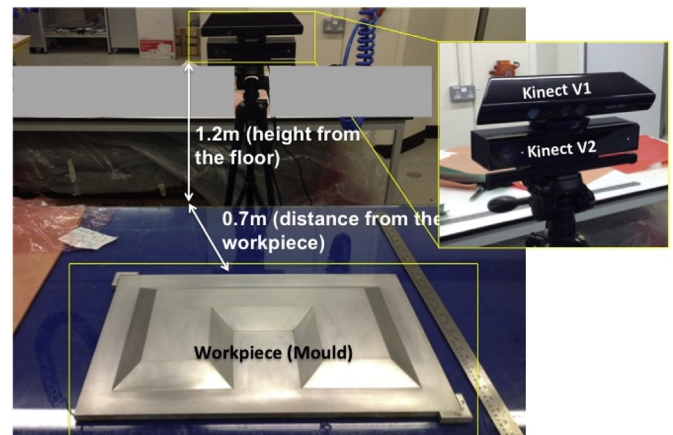 Kinect V1
Kinect V2
1.2m (height from
the floor)
0.7m (distance from the
workpiece)
Workpiece (Mould)